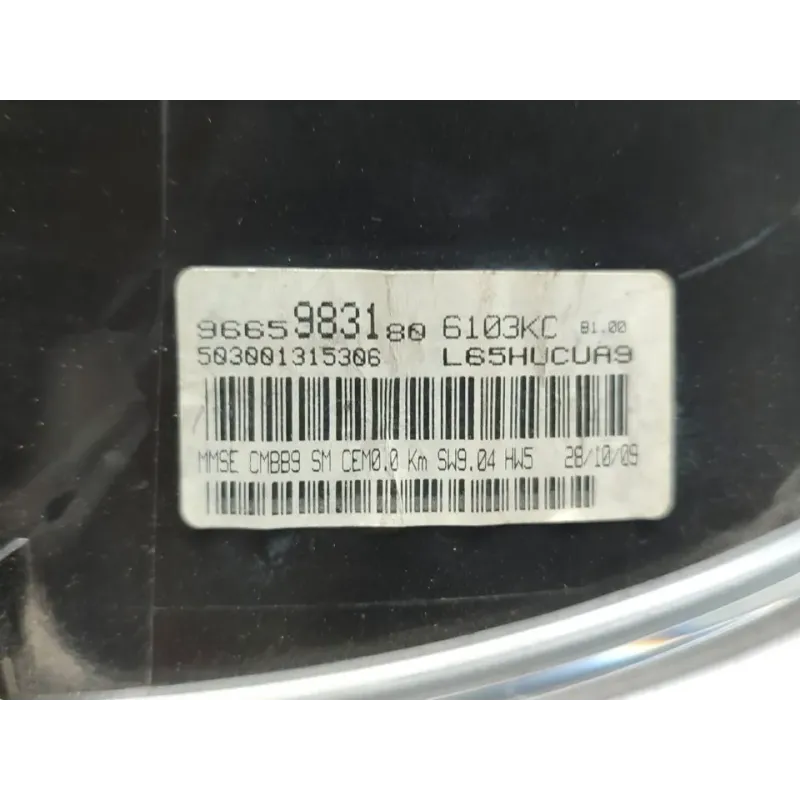 9665983180 6103KC 81.00
503001315306 L65HUCUA9
MMSE CMBB9 SM CEM0.0 Km SW9.04 HW5 28/10/09